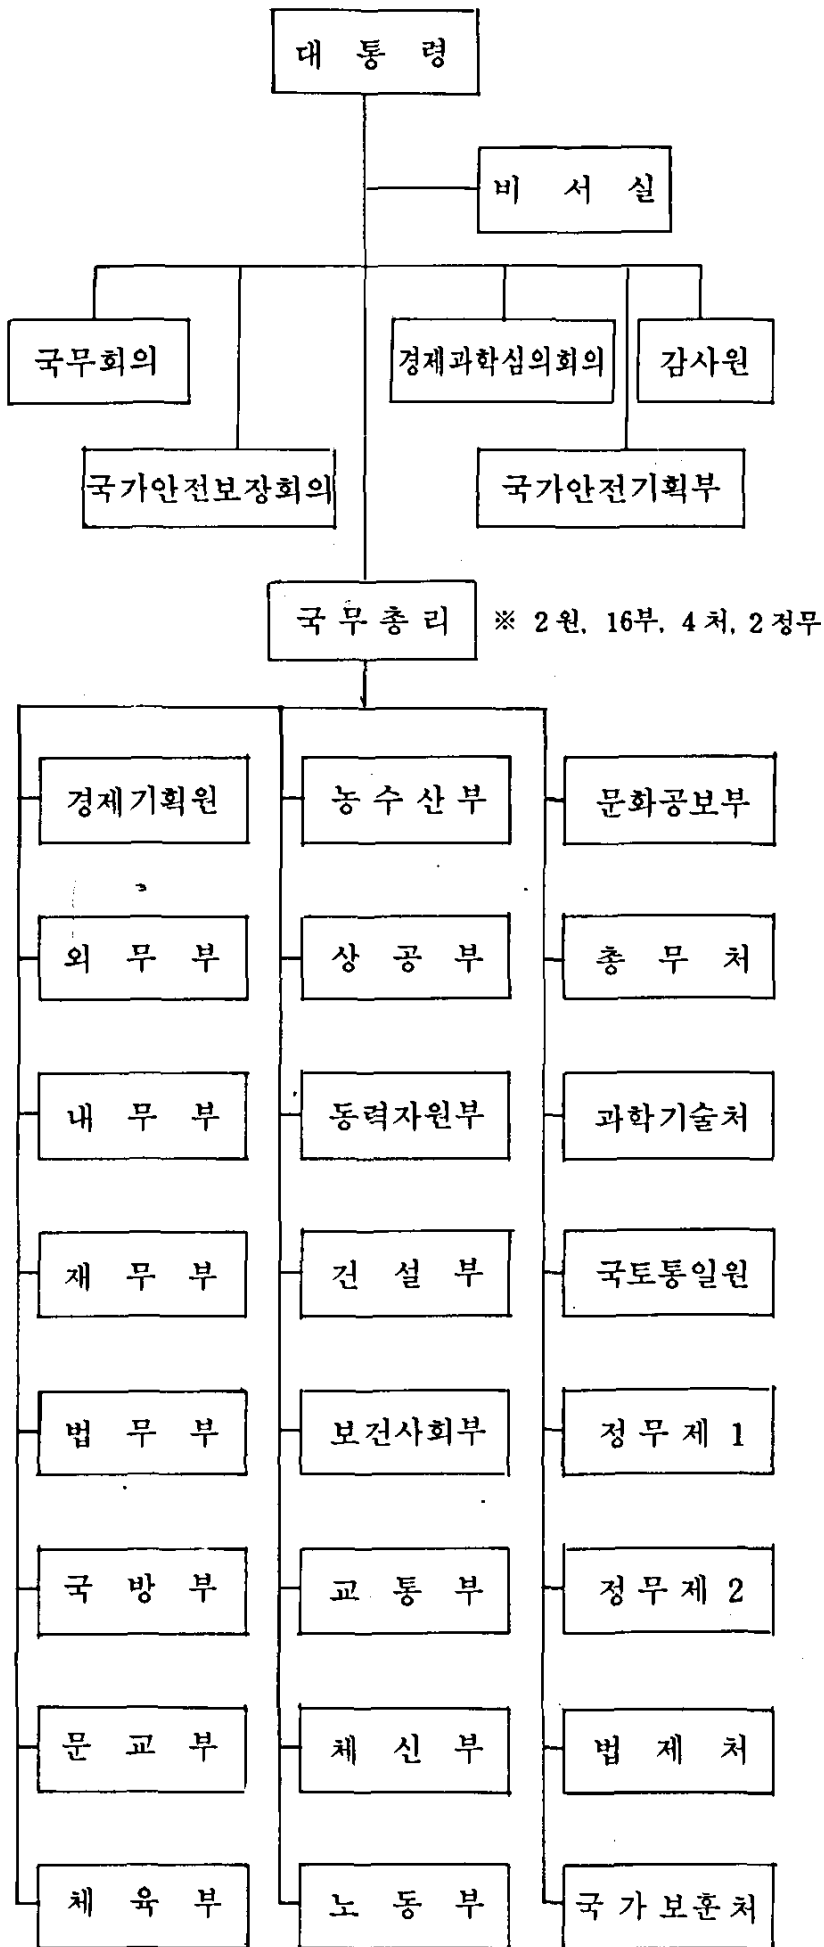 대 통 령
비 서 실
국무회의
경제과학심의회의
감사원
국가안전보장회의
국가안전기획부
국무총리
※ 2원, 16부, 4처, 2정무
경제기획원
외 무 부
내 무 부
재 무 부
법 무 부
국 방 부
문 교 부
체 육 부
농수산부
상 공 부
동력자원부
건 설 부
보건사회부
교 통 부
체 신 부
노 동 부
문화공보부
총 무 처
과학기술처
국토통일원
정무제 1
정무제 2
법 제 처
국가보훈처